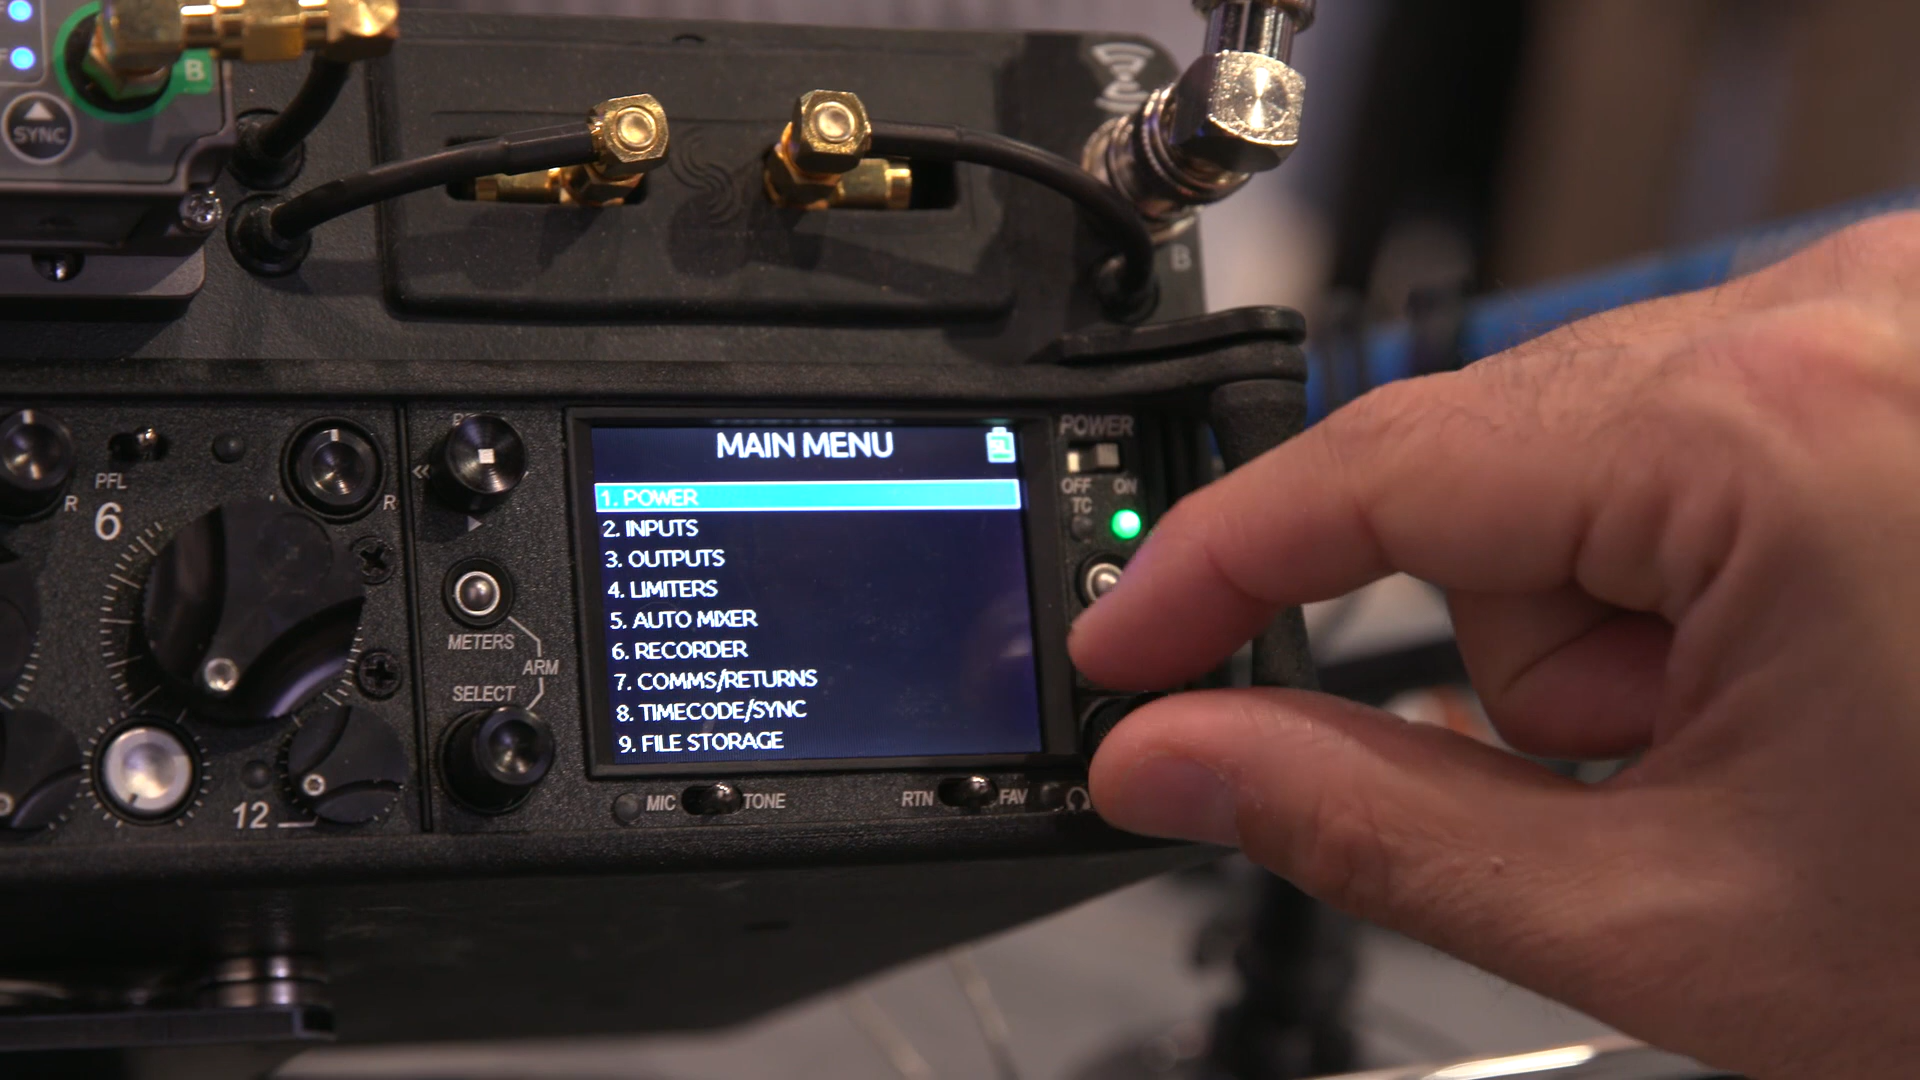 B
SYNC
B
PFL
6
R
R
MAIN MENU
SL
1. POWER
2. INPUTS
3. OUTPUTS
4. LIMITERS
5. AUTO MIXER
6. RECORDER
7. COMMS/RETURNS
8. TIMECODE/SYNC
9. FILE STORAGE
POWER
OFF ON
TC
METERS
ARM
SELECT
12
MIC TONE
RTN FAV